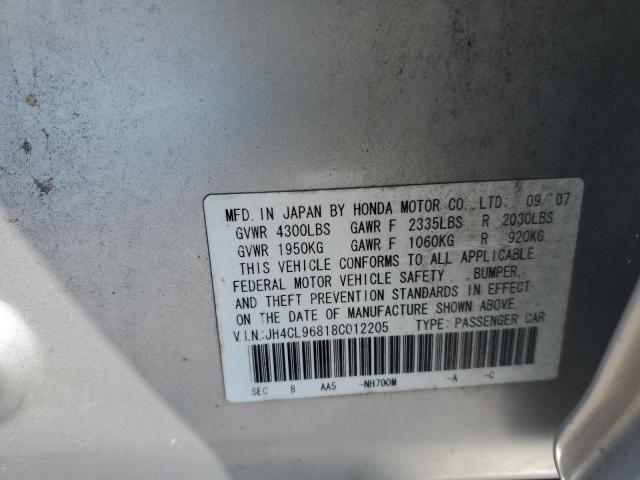 MFD. IN JAPAN BY HONDA MOTOR CO., LTD: 09/'07
GVWR 4300LBS GAWR F 2335LBS R 2030LBS
GVWR 1950KG GAWR F 1060KG R 920KG
THIS VEHICLE CONFORMS TO ALL APPLICABLE
FEDERAL MOTOR VEHICLE SAFETY .BUMPER.
AND THEFT PREVENTION STANDARDS IN EFFECT
ON THE DATE OF MANUFACTURE SHOWN ABOVE.
V.I.N.:JH4CL96818C012205 TYPE: PASSENGER CAR
SEC 8 AA5 -NH700M -A -C